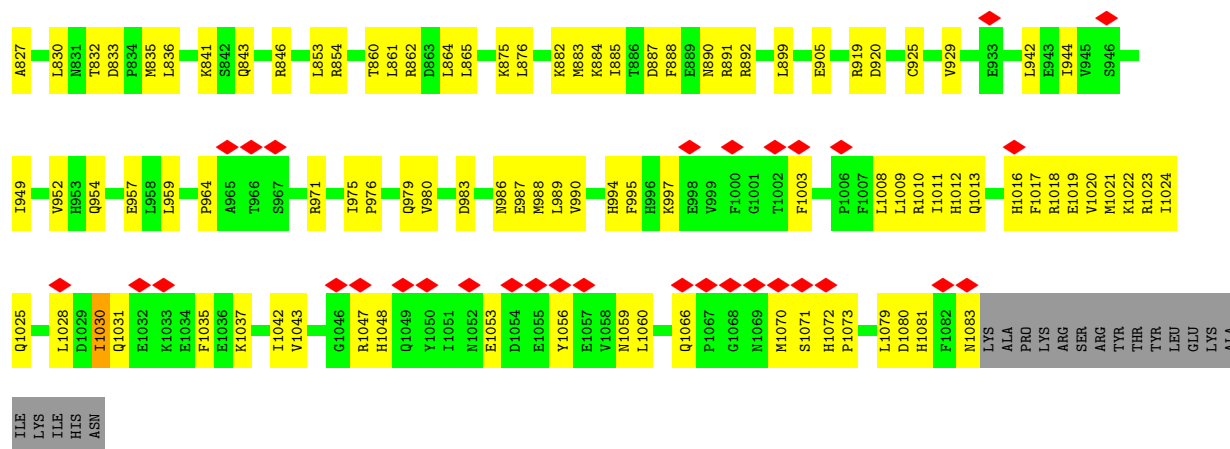 A827 L830 N831 T832 D833 P834 M835 L836 K841 S842 Q843 R846 L853 R854 T860 L861 R862 D863 L864 L865 K875 L876 K882 M883 K884 I885 T886 D887 F888 E889 N890 R891 R892 L899 E905 R919 D920 C925 V929 E933 L942 E943 I944 V945 S946
I949 V952 H953 Q954 E957 L958 L959 P964 A965 T966 S967 R971 I975 P976 Q979 V980 D983 N986 E987 M988 L989 V990 H994 F995 H996 K997 E998 V999 F1000 G1001 T1002 F1003 P1006 F1007 L1008 L1009 R1010 I1011 H1012 Q1013 H1016 F1017 R1018 E1019 V1020 M1021 K1022 R1023 I1024
Q1025 L1028 D1029 I1030 Q1031 E1032 K1033 E1034 F1035 E1036 K1037 I1042 V1043 G1046 R1047 H1048 Q1049 Y1050 I1051 N1052 E1053 D1054 E1055 Y1056 E1057 V1058 N1059 L1060 Q1066 P1067 G1068 N1069 M1070 S1071 H1072 P1073 L1079 D1080 H1081 F1082 N1083 LYS ALA PRO LYS ARG SER ARG TYR THR TYR LEU GLU LYS ALA
ILE LYS ILE HIS ASN